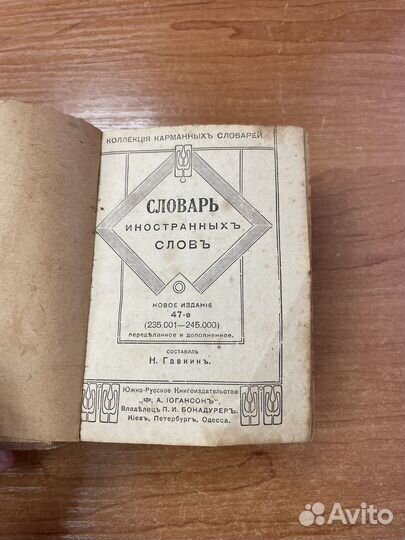 КОЛЛЕКЦІЯ КАРМАННЫХЪ СЛОВАРЕЙ.
СЛОВАРЬ
ИНОСТРАННЫХЪ
СЛОВЪ
НОВОЕ ИЗДАНІЕ
47-е
(235.001—245.000)
передѣланное и дополненное.
СОСТАВИЛЪ
Н. Гавкинъ.
Южно-Русское Книгоиздательство
„Ф. А. ІОГАНСОНЪ".
Владѣлецъ П. И. БОНАДУРЕРЪ.
Кіевъ, Петербургъ, Одесса.
Avito